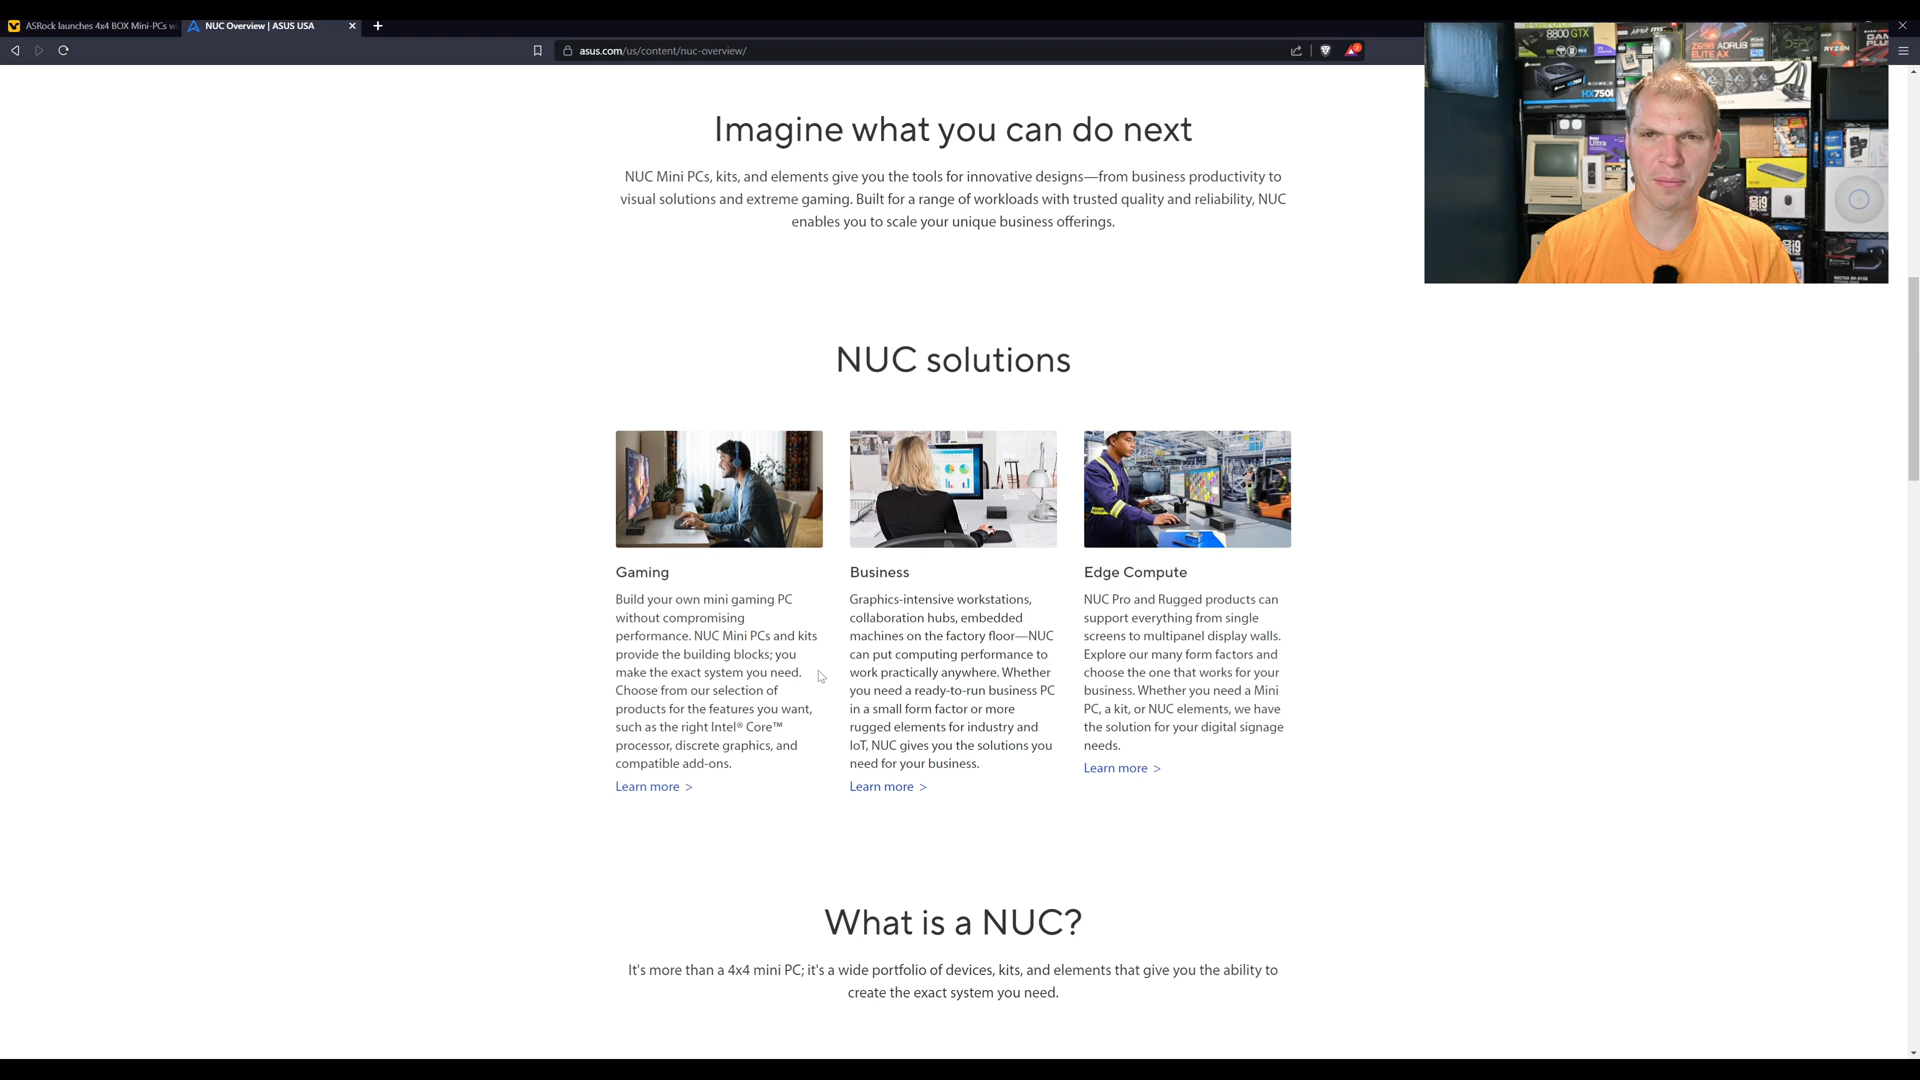 ASRock launches 4x4 BOX Mini-PCs w
NUC Overview | ASUS USA
asus.com/us/content/nuc-overview/
2
8800 GTX
Z690 AORUS
ELITE AX
RYZEN
HX750i
Ultra
i9
i9
Imagine what you can do next
NUC Mini PCs, kits, and elements give you the tools for innovative designs—from business productivity to
visual solutions and extreme gaming. Built for a range of workloads with trusted quality and reliability, NUC
enables you to scale your unique business offerings.
NUC solutions
Gaming
Build your own mini gaming PC
without compromising
performance. NUC Mini PCs and kits
provide the building blocks; you
make the exact system you need.
Choose from our selection of
products for the features you want,
such as the right Intel® Core™
processor, discrete graphics, and
compatible add-ons.
Learn more >
Business
Graphics-intensive workstations,
collaboration hubs, embedded
machines on the factory floor—NUC
can put computing performance to
work practically anywhere. Whether
you need a ready-to-run business PC
in a small form factor or more
rugged elements for industry and
IoT, NUC gives you the solutions you
need for your business.
Learn more >
Edge Compute
NUC Pro and Rugged products can
support everything from single
screens to multipanel display walls.
Explore our many form factors and
choose the one that works for your
business. Whether you need a Mini
PC, a kit, or NUC elements, we have
the solution for your digital signage
needs.
Learn more >
What is a NUC?
It's more than a 4x4 mini PC; it's a wide portfolio of devices, kits, and elements that give you the ability to
create the exact system you need.